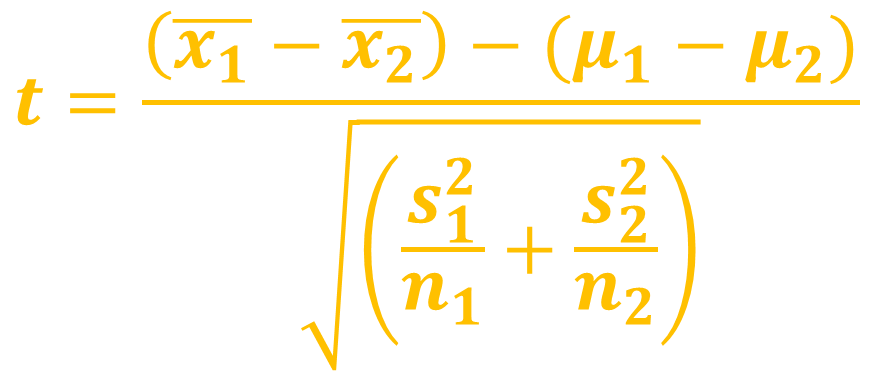 t = ((x̄₁ − x̄₂) − (μ₁ − μ₂)) / √(s₁²/n₁ + s₂²/n₂)